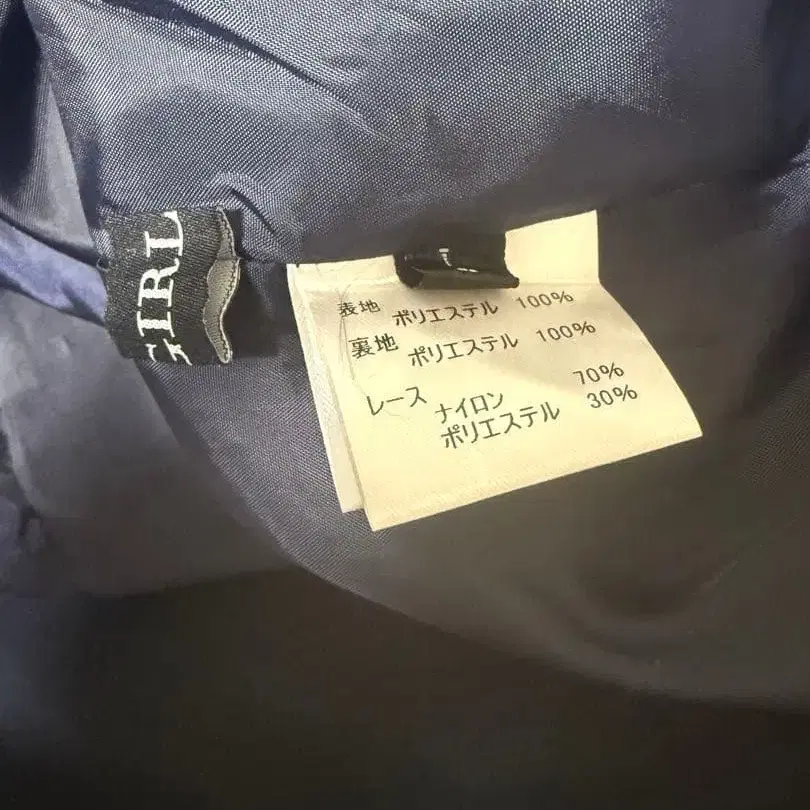 GIRL
表地 ポリエステル 100%
裏地 ポリエステル 100%
レース ナイロン 70%
ポリエステル 30%